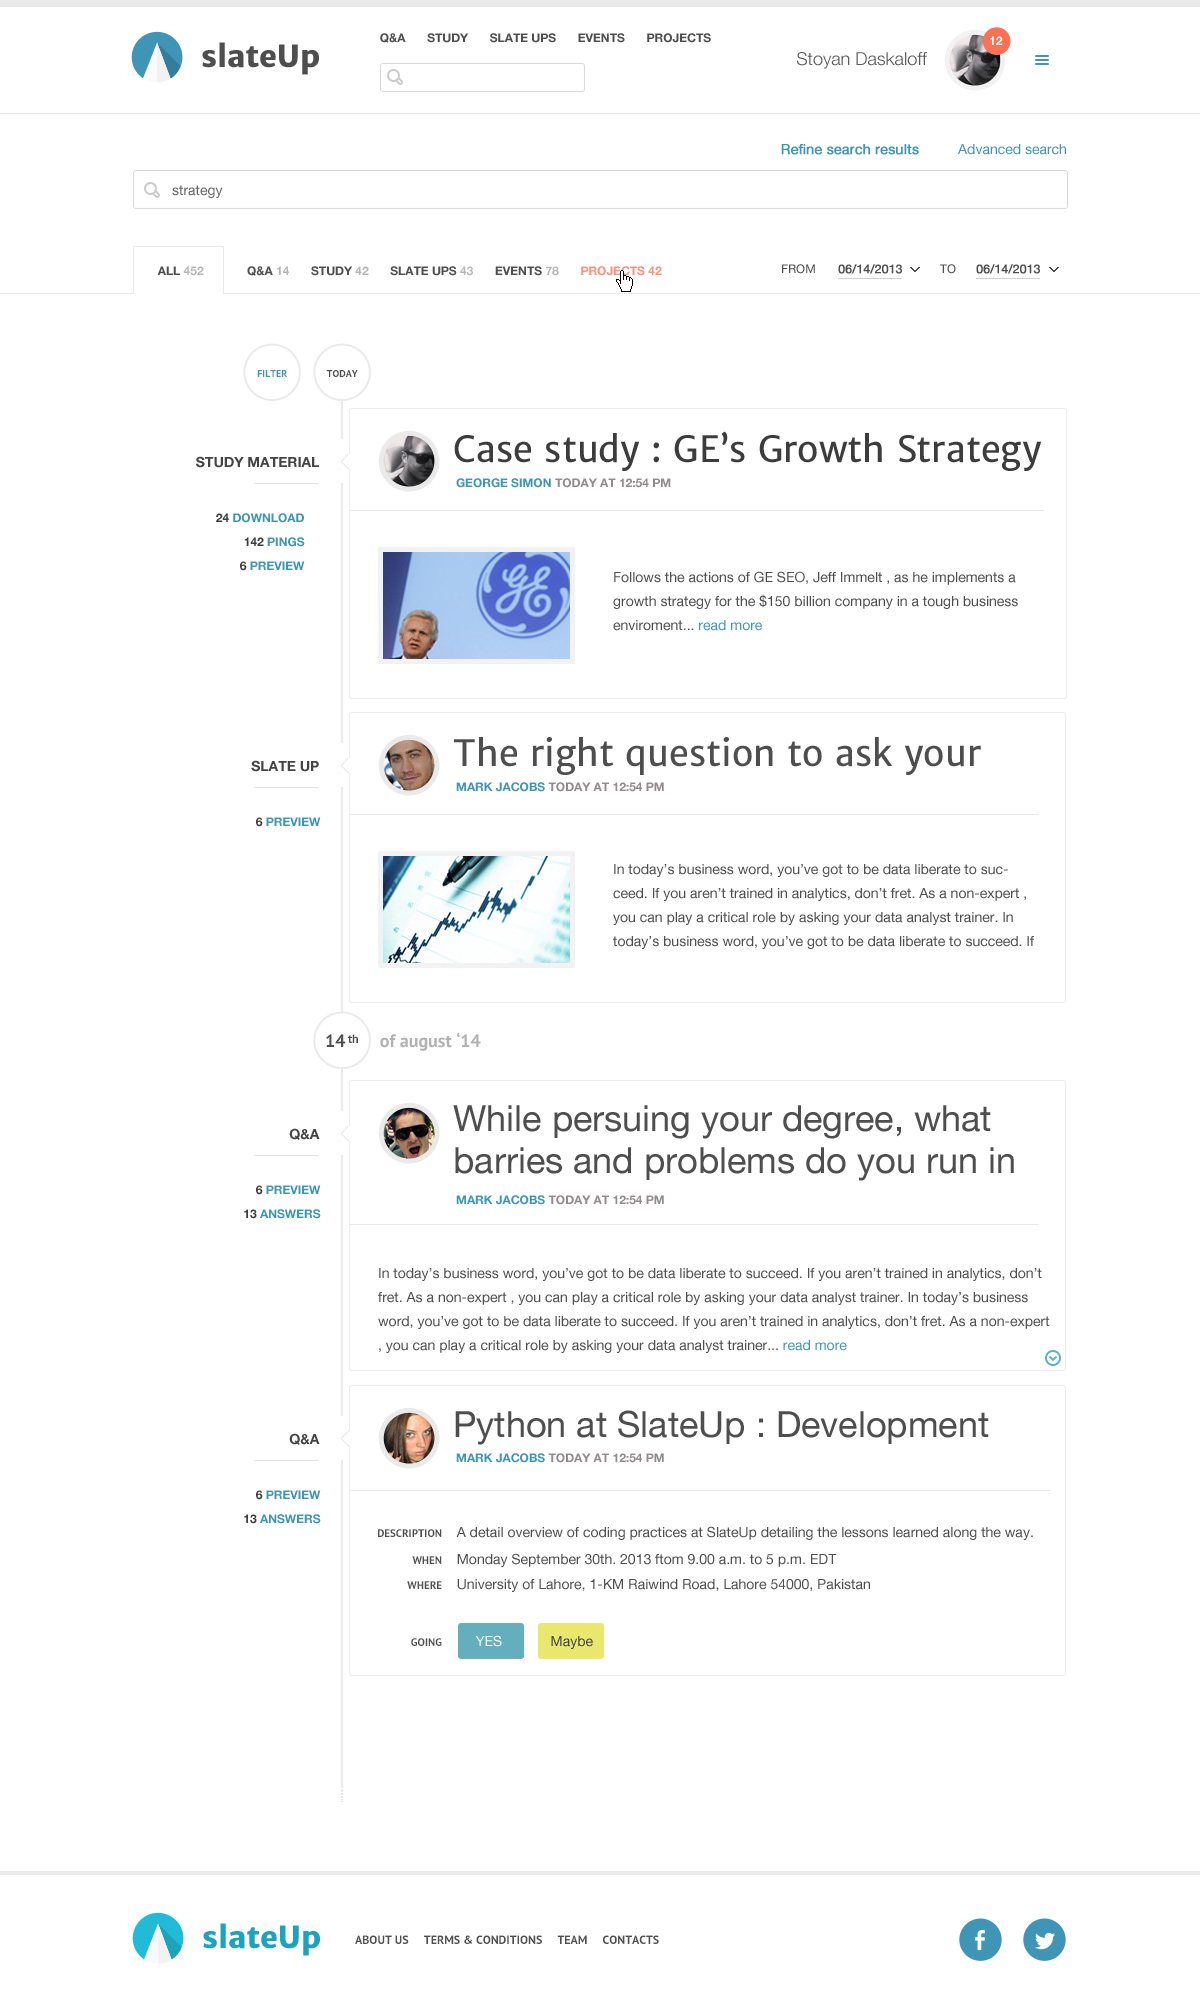 slateUp
Q&A STUDY SLATE UPS EVENTS PROJECTS
Stoyan Daskaloff
12
Refine search results Advanced search
strategy
ALL 452 Q&A 14 STUDY 42 SLATE UPS 43 EVENTS 78 PROJECTS 42
FROM 06/14/2013 TO 06/14/2013
FILTER TODAY
STUDY MATERIAL
24 DOWNLOAD
142 PINGS
6 PREVIEW
Case study : GE’s Growth Strategy
GEORGE SIMON TODAY AT 12:54 PM
GE
Follows the actions of GE SEO, Jeff Immelt , as he implements a
growth strategy for the $150 billion company in a tough business
enviroment... read more
SLATE UP
6 PREVIEW
The right question to ask your
MARK JACOBS TODAY AT 12:54 PM
In today’s business word, you’ve got to be data liberate to suc-
ceed. If you aren’t trained in analytics, don’t fret. As a non-expert ,
you can play a critical role by asking your data analyst trainer. In
today’s business word, you’ve got to be data liberate to succeed. If
14th of august ‘14
Q&A
6 PREVIEW
13 ANSWERS
While persuing your degree, what
barries and problems do you run in
MARK JACOBS TODAY AT 12:54 PM
In today’s business word, you’ve got to be data liberate to succeed. If you aren’t trained in analytics, don’t
fret. As a non-expert , you can play a critical role by asking your data analyst trainer. In today’s business
word, you’ve got to be data liberate to succeed. If you aren’t trained in analytics, don’t fret. As a non-expert
, you can play a critical role by asking your data analyst trainer... read more
Q&A
6 PREVIEW
13 ANSWERS
Python at SlateUp : Development
MARK JACOBS TODAY AT 12:54 PM
DESCRIPTION A detail overview of coding practices at SlateUp detailing the lessons learned along the way.
WHEN Monday September 30th. 2013 ftom 9.00 a.m. to 5 p.m. EDT
WHERE University of Lahore, 1-KM Raiwind Road, Lahore 54000, Pakistan
GOING YES Maybe
slateUp
ABOUT US TERMS & CONDITIONS TEAM CONTACTS